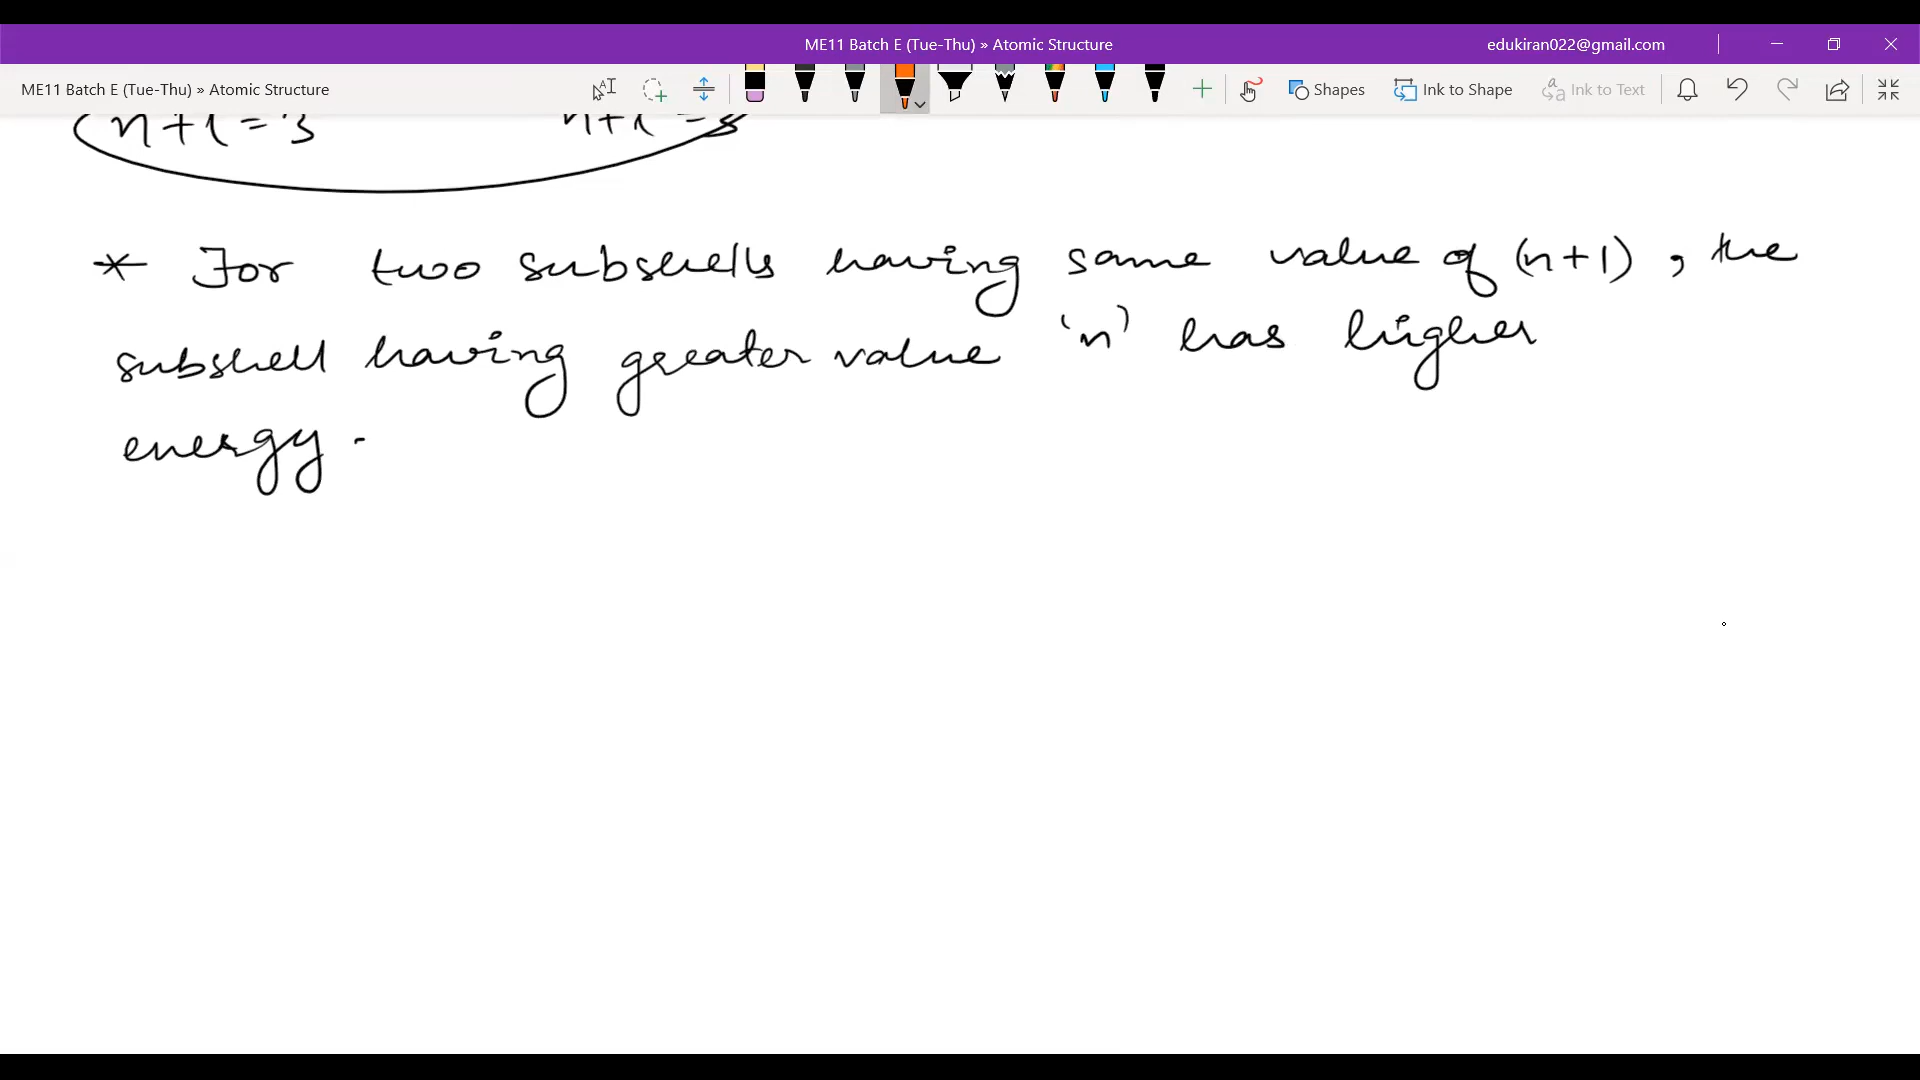 ME11 Batch E (Tue-Thu) » Atomic Structure
edukiran022@gmail.com
ME11 Batch E (Tue-Thu) » Atomic Structure
Shapes
Ink to Shape
Ink to Text
n+l=3 n+l=3
* For two subshells having same value of (n+l), the
subshell having greater value 'n' has higher
energy.